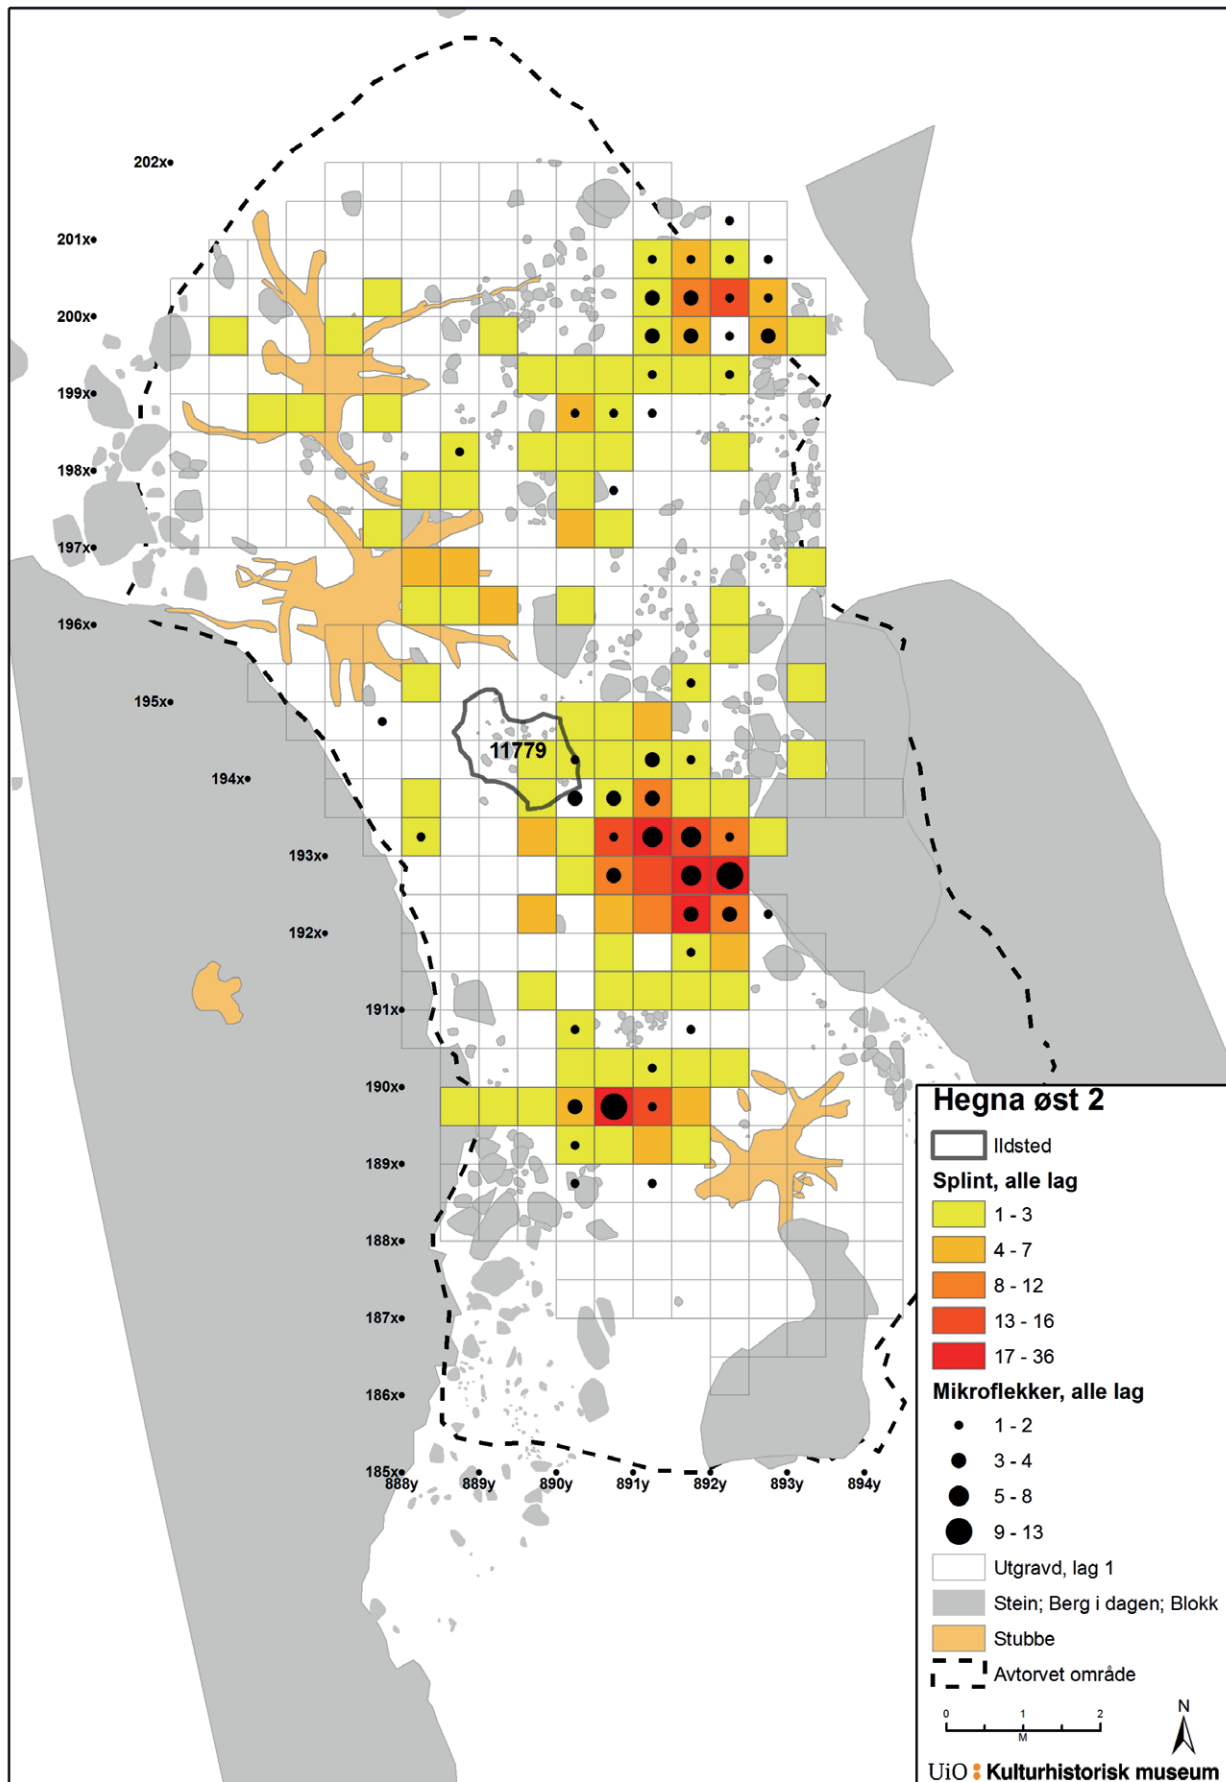 202x
201x
200x
199x
198x
197x
196x
195x
11779
194x
193x
192x
191x
190x
189x
188x
187x
186x
185x
888y 889y 890y 891y 892y 893y 894y
Hegna øst 2
Ildsted
Splint, alle lag
1 - 3
4 - 7
8 - 12
13 - 16
17 - 36
Mikroflekker, alle lag
1 - 2
3 - 4
5 - 8
9 - 13
Utgravd, lag 1
Stein; Berg i dagen; Blokk
Stubbe
Avtorvet område
0 1 2
M
N
UiO Kulturhistorisk museum